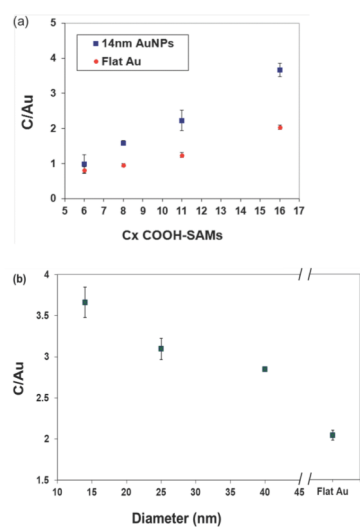 (a)
5
4
3
2
1
0
C/Au
14nm AuNPs
Flat Au
5 6 7 8 9 10 11 12 13 14 15 16 17
Cx COOH-SAMs
(b)
4
3.5
3
2.5
2
1.5
C/Au
10 15 20 25 30 35 40 45 Flat Au
Diameter (nm)